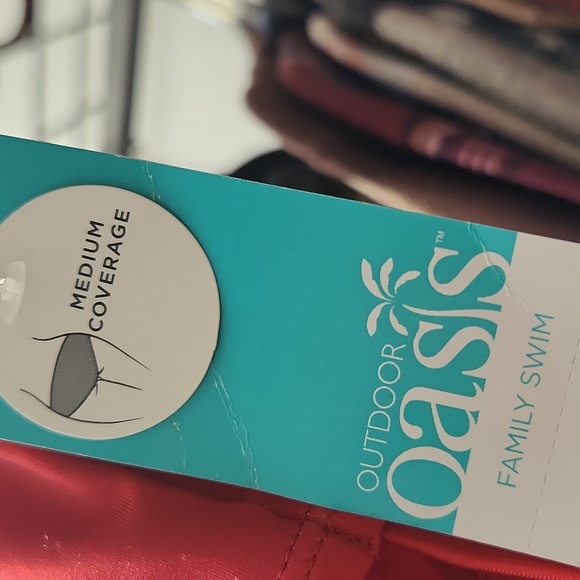 MEDIUM
COVERAGE
OUTDOOR
oasis™
FAMILY SWIM